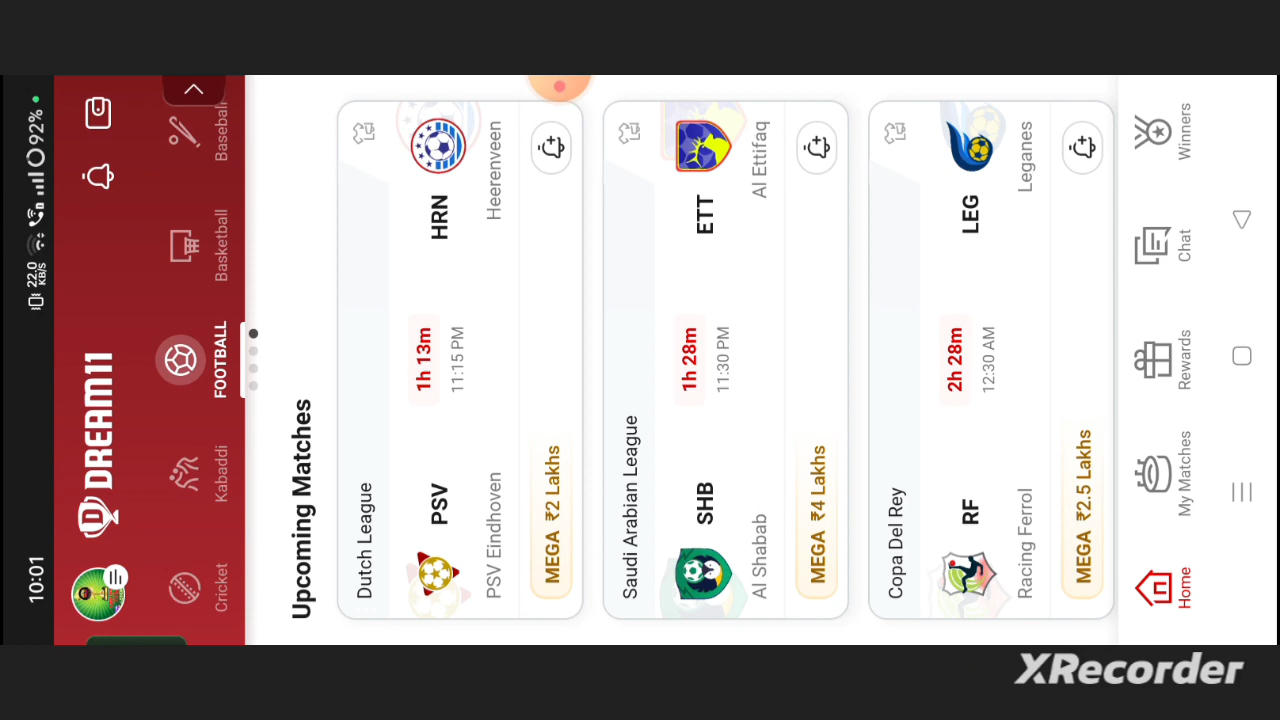 10:01
22.0
KB/S
92%
DREAM11
Cricket
Kabaddi
FOOTBALL
Basketball
Baseball
Upcoming Matches
Dutch League
PSV
1h 13m
HRN
PSV Eindhoven
11:15 PM
Heerenveen
MEGA ₹2 Lakhs
Saudi Arabian League
SHB
1h 28m
ETT
Al Shabab
11:30 PM
Al Ettifaq
MEGA ₹4 Lakhs
Copa Del Rey
RF
2h 28m
LEG
Racing Ferrol
12:30 AM
Leganes
MEGA ₹2.5 Lakhs
Home
My Matches
Rewards
Chat
Winners
XRecorder